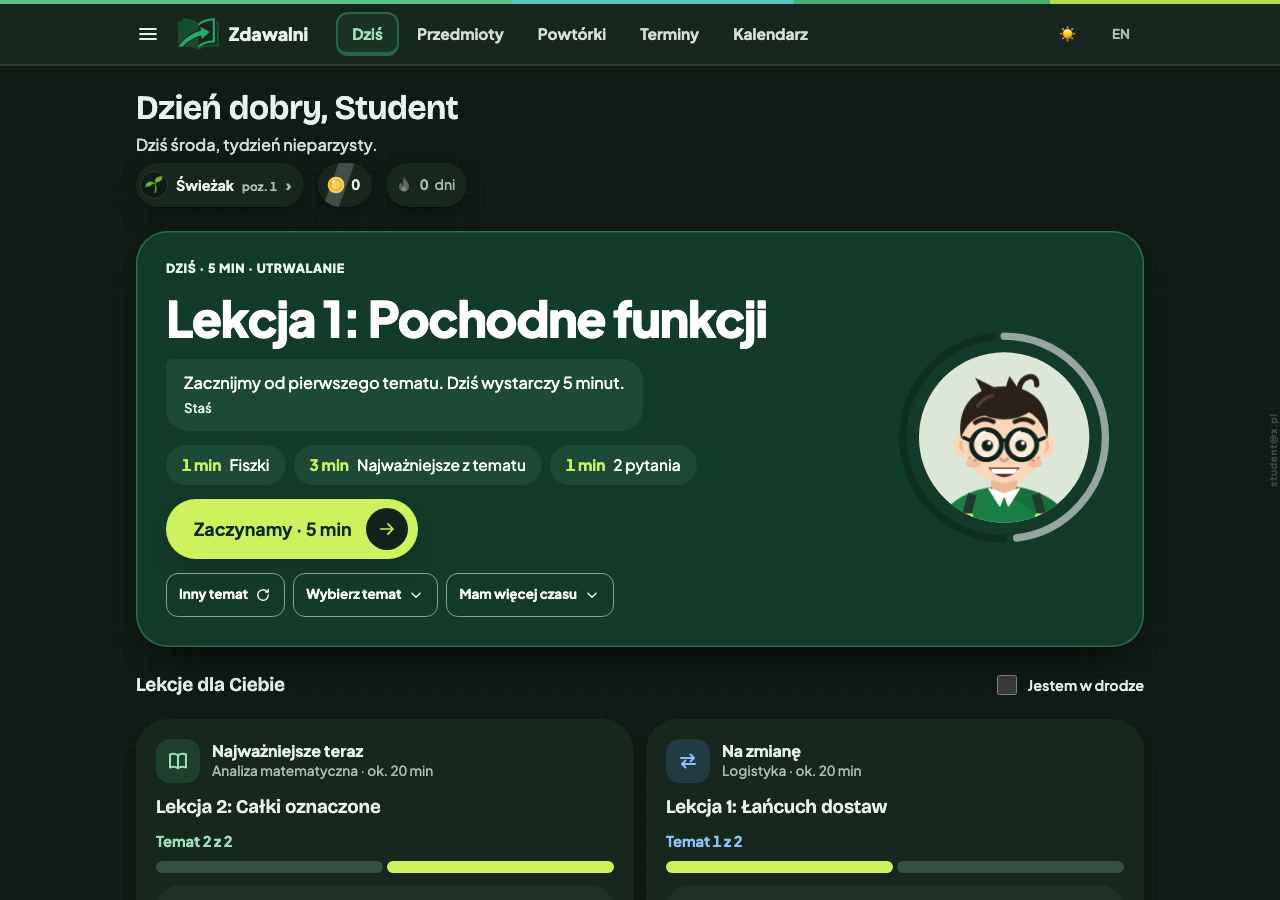 Zdawalni
Dziś
Przedmioty
Powtórki
Terminy
Kalendarz
EN
Dzień dobry, Student
Dziś środa, tydzień nieparzysty.
Świeżak poz. 1 ›
0
0 dni
DZIŚ · 5 MIN · UTRWALANIE
Lekcja 1: Pochodne funkcji
Zacznijmy od pierwszego tematu. Dziś wystarczy 5 minut.
Staś
1 min Fiszki
3 min Najważniejsze z tematu
1 min 2 pytania
Zaczynamy · 5 min
Inny temat
Wybierz temat
Mam więcej czasu
student@x.pl
Lekcje dla Ciebie
Jestem w drodze
Najważniejsze teraz
Analiza matematyczna · ok. 20 min
Lekcja 2: Całki oznaczone
Temat 2 z 2
Na zmianę
Logistyka · ok. 20 min
Lekcja 1: Łańcuch dostaw
Temat 1 z 2